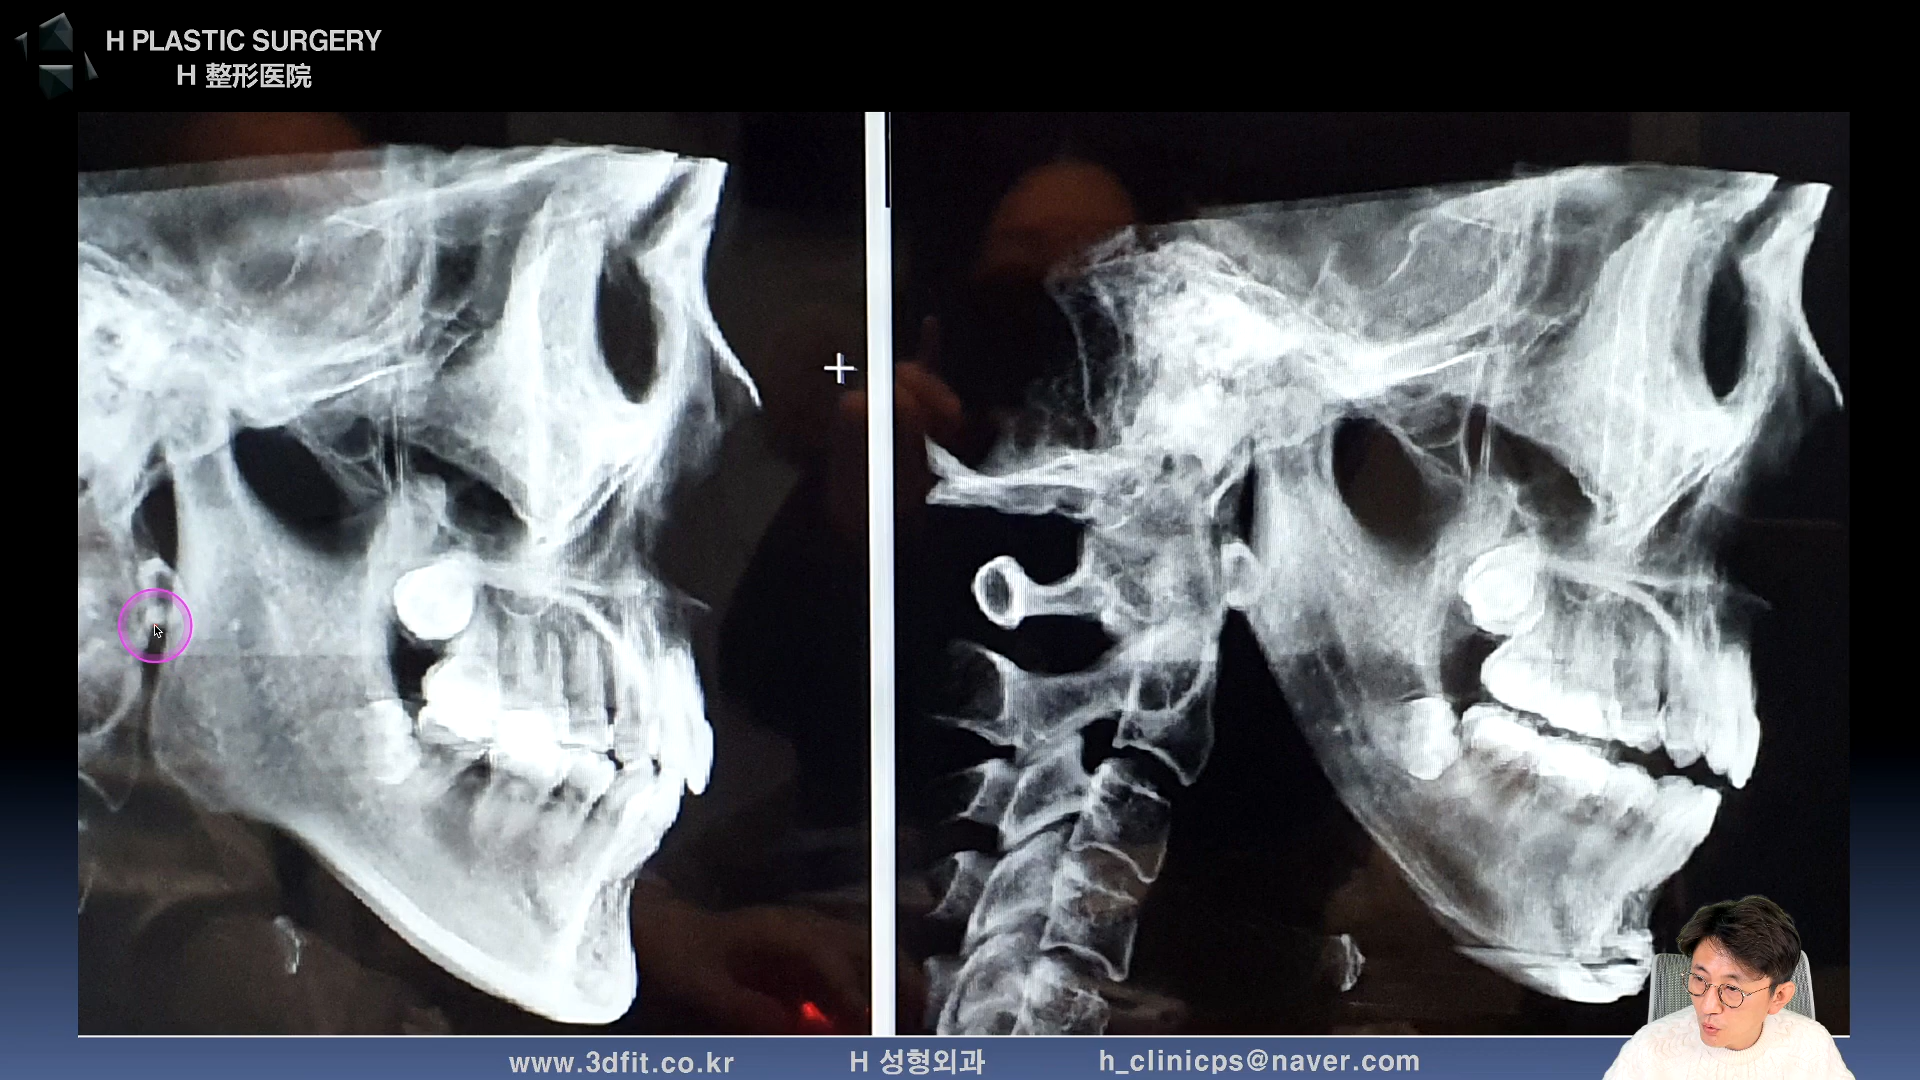 H PLASTIC SURGERY
H 整形医院
www.3dfit.co.kr
H 성형외과
h_clinicps@naver.com